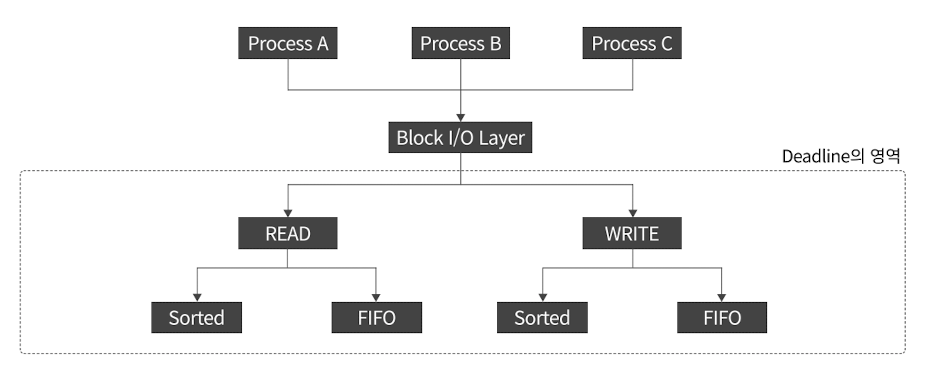 Process A
Process B
Process C
Block I/O Layer
Deadline의 영역
READ
WRITE
Sorted
FIFO
Sorted
FIFO